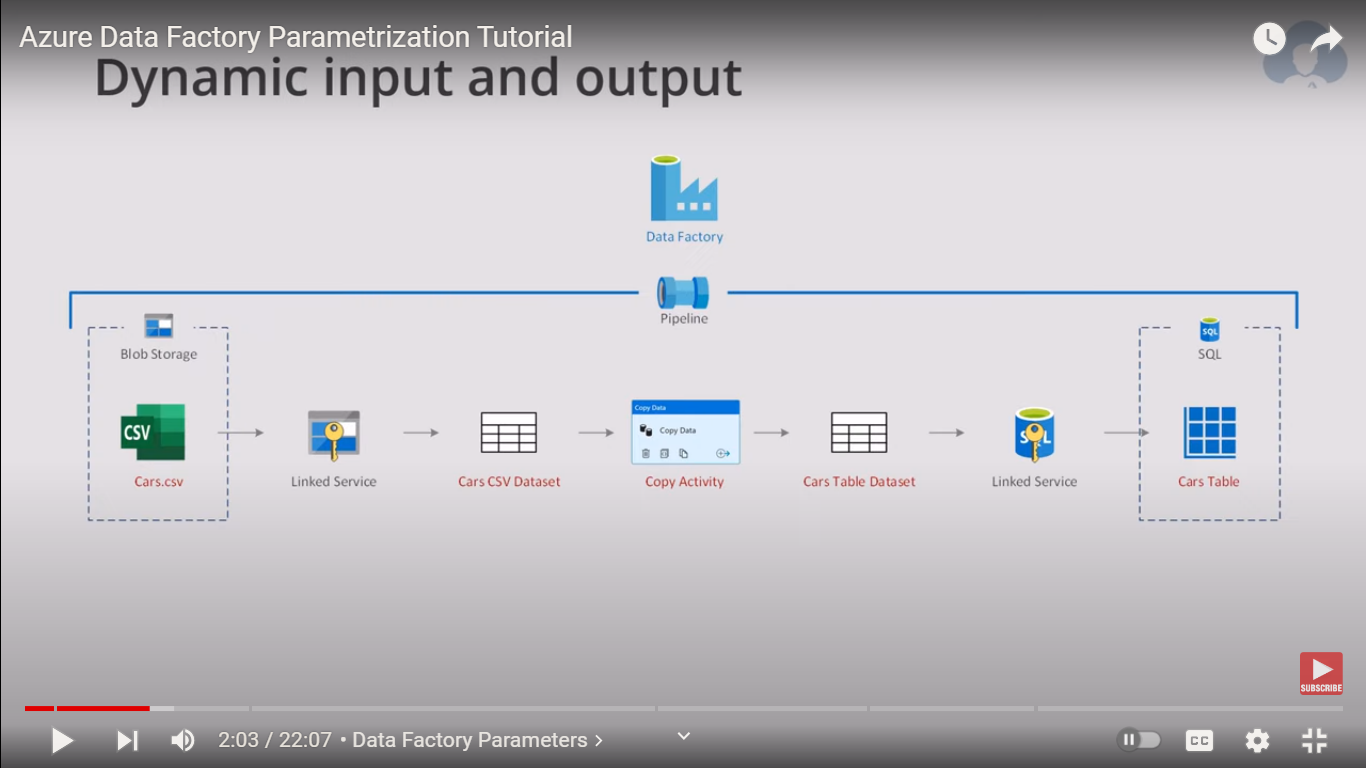 Azure Data Factory Parametrization Tutorial
Dynamic input and output
Data Factory
Pipeline
Blob Storage
SQL
SQL
CSV
Copy Data
Copy Data
SQL
Cars.csv
Linked Service
Cars CSV Dataset
Copy Activity
Cars Table Dataset
Linked Service
Cars Table
SUBSCRIBE
2:03 / 22:07 • Data Factory Parameters
CC